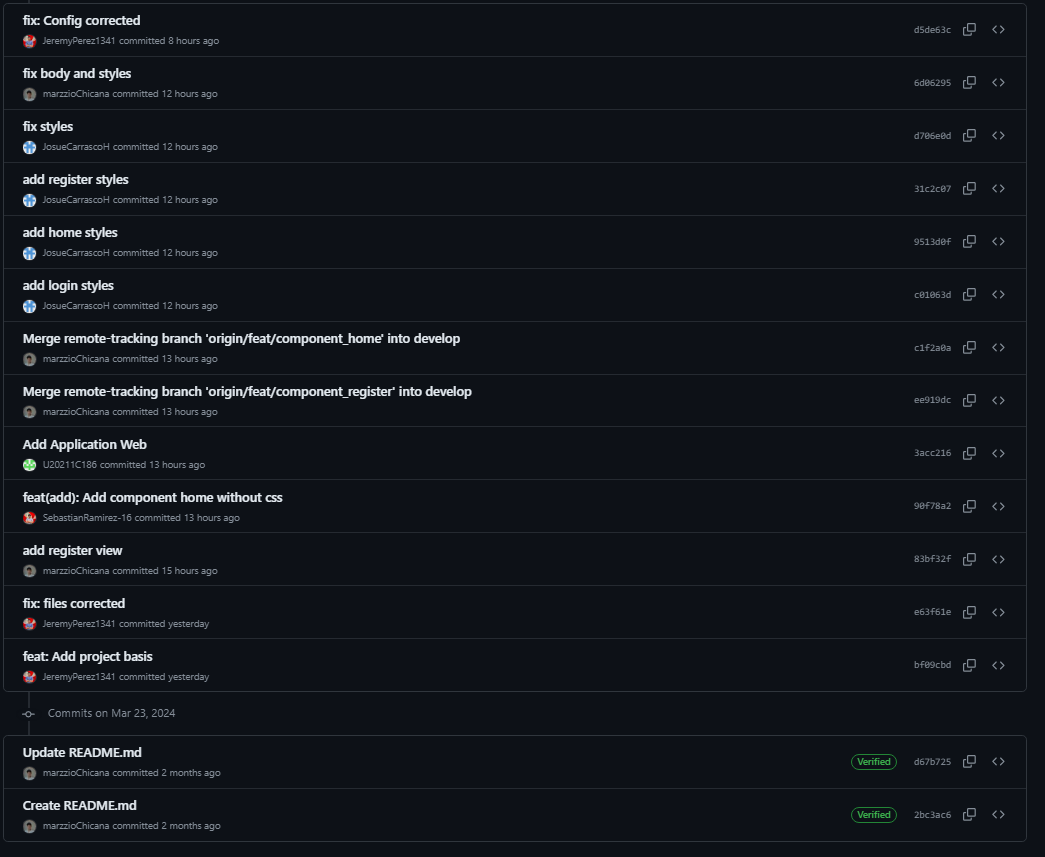 fix: Config corrected
JeremyPerez1341 committed 8 hours ago
d5de63c
fix body and styles
marzzioChicana committed 12 hours ago
6d06295
fix styles
JosueCarrascoH committed 12 hours ago
d706e0d
add register styles
JosueCarrascoH committed 12 hours ago
31c2c07
add home styles
JosueCarrascoH committed 12 hours ago
9513d0f
add login styles
JosueCarrascoH committed 12 hours ago
c01063d
Merge remote-tracking branch 'origin/feat/component_home' into develop
marzzioChicana committed 13 hours ago
c1f2a0a
Merge remote-tracking branch 'origin/feat/component_register' into develop
marzzioChicana committed 13 hours ago
ee919dc
Add Application Web
U20211C186 committed 13 hours ago
3acc216
feat(add): Add component home without css
SebastianRamirez-16 committed 13 hours ago
90f78a2
add register view
marzzioChicana committed 15 hours ago
83bf32f
fix: files corrected
JeremyPerez1341 committed yesterday
e63f61e
feat: Add project basis
JeremyPerez1341 committed yesterday
bf09cbd
Commits on Mar 23, 2024
Update README.md
marzzioChicana committed 2 months ago
Verified
d67b725
Create README.md
marzzioChicana committed 2 months ago
Verified
2bc3ac6